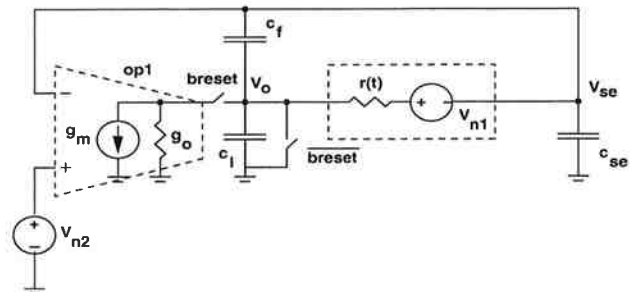 c_f
op1
breset
V_o
r(t)
V_se
−
+ −
g_m
g_o
V_n1
c_l
breset
c_se
+
+
−
V_n2